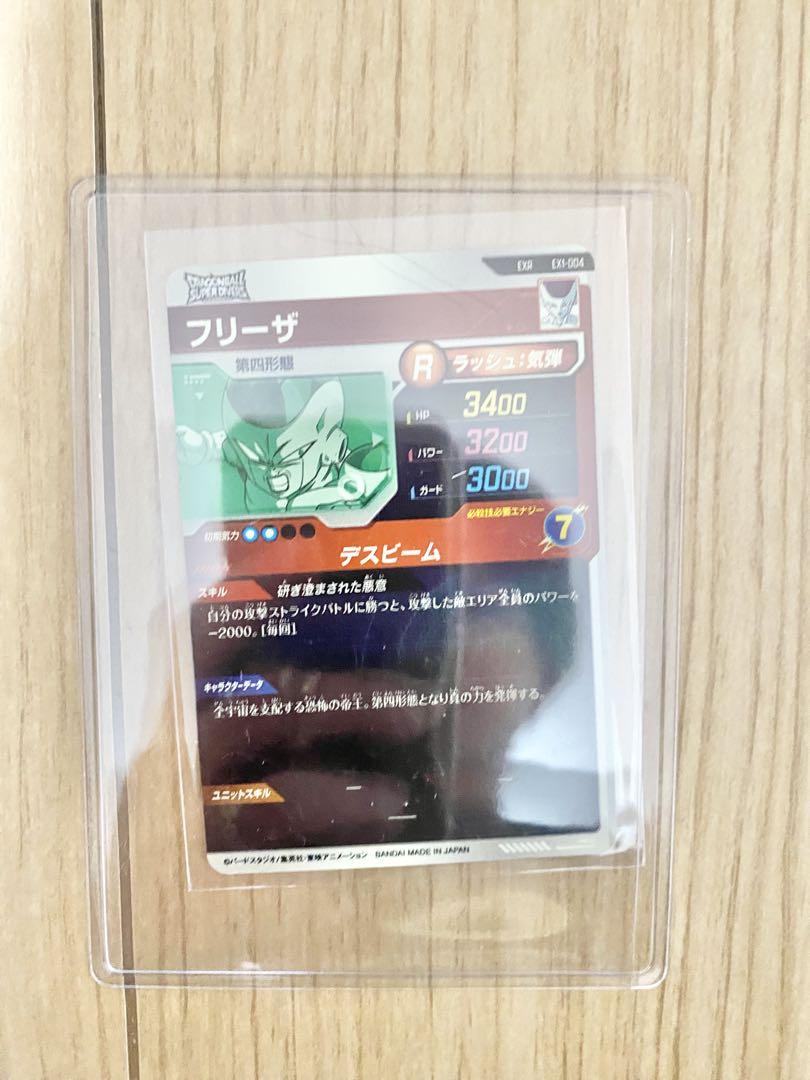 EXR EX1-004
DRAGONBALL
SUPER DIVERS
フリーザ
第四形態
R ラッシュ:気弾
HP 3400
パワー 3200
ガード 3000
必殺技必要エナジー
7
初期気力
デスビーム
スキル 研ぎ澄まされた悪意
自分の攻撃ストライクバトルに勝つと、攻撃した敵エリア全員のパワーを
-2000。[毎回]
キャラクターデータ
全宇宙を支配する恐怖の帝王。第四形態となり真の力を発揮する。
ユニットスキル
©バードスタジオ/集英社・東映アニメーション BANDAI MADE IN JAPAN